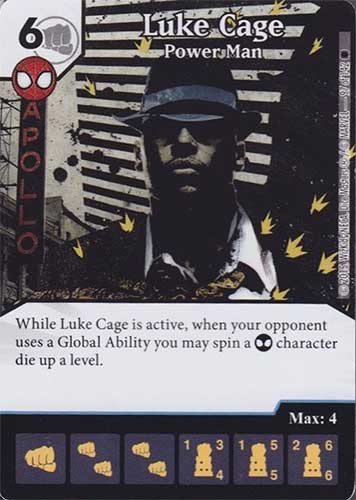 6
Luke Cage
Power Man
APOLLO
MARVEL
While Luke Cage is active, when your opponent
uses a Global Ability you may spin a character
die up a level.
Max: 4
1 3 4 1 5 5 2 6 6